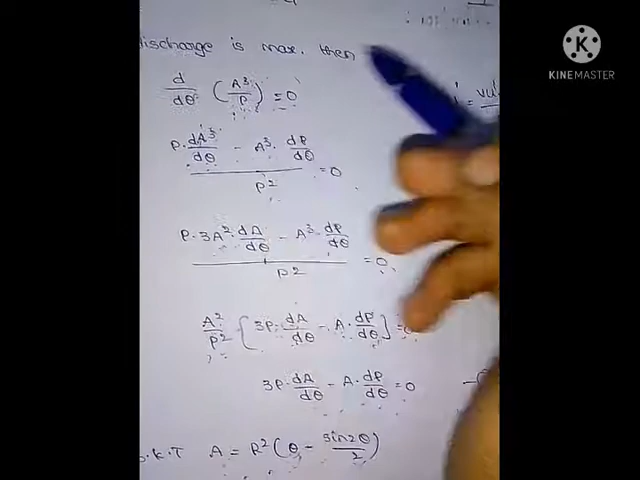 discharge is max. then
d/dθ (A³/P) = 0
(P·dA³/dθ − A³·dP/dθ)/P² = 0
(P·3A²·dA/dθ − A³·dP/dθ)/P² = 0
A²/P² [3P·dA/dθ − A·dP/dθ] = 0
3P·dA/dθ − A·dP/dθ = 0
K.T A = R²(θ − sin2θ/2)
KINEMASTER